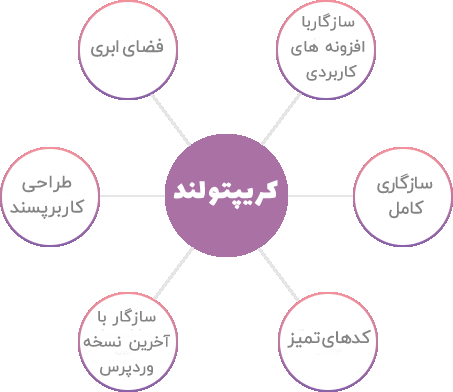 سازگاربا
افزونه های
کاربردی
فضای ابری
کریپتولند
سازگاری
کامل
طراحی
کاربرپسند
کدهای تمیز
سازگار با
آخرین نسخه
وردپرس